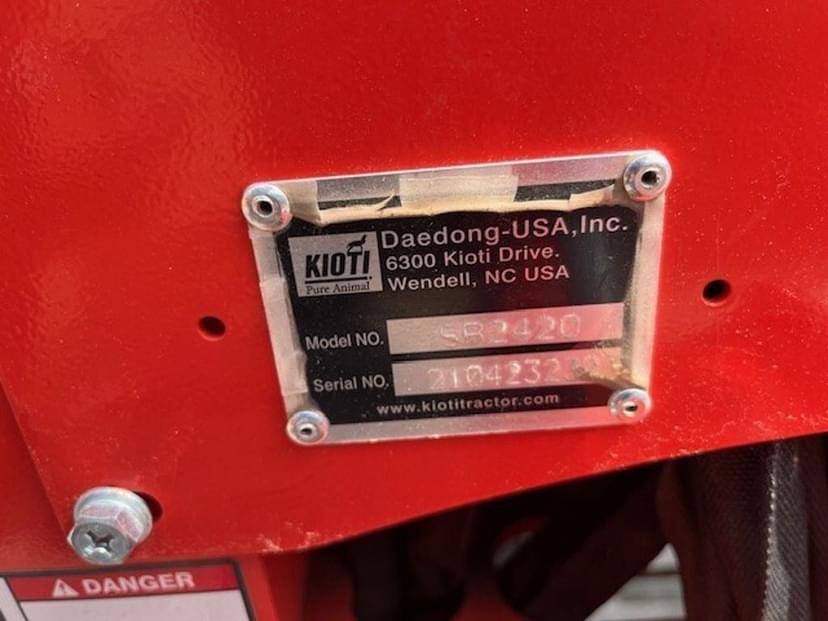 KIOTI
Pure Animal
Daedong-USA,Inc.
6300 Kioti Drive.
Wendell, NC USA
Model NO. SB2420
Serial NO.
www.kiotitractor.com
DANGER